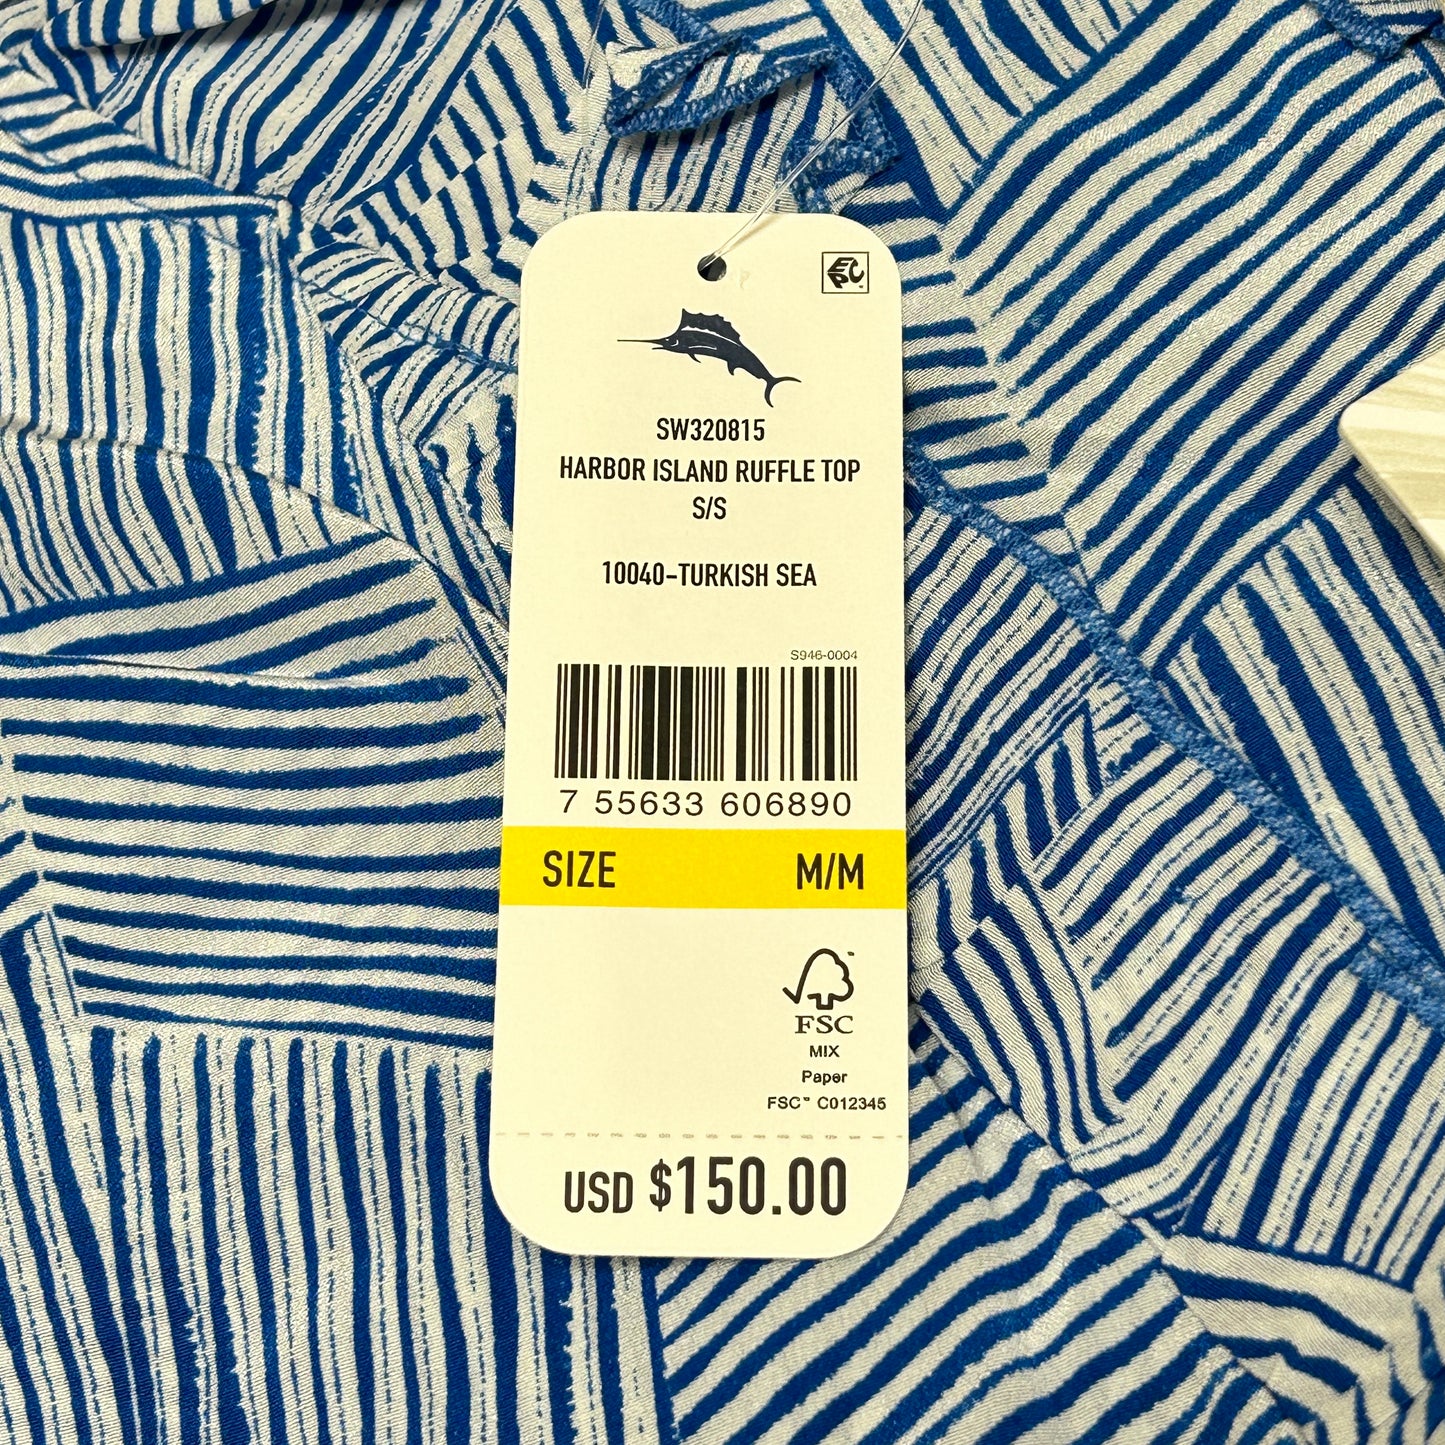 EPC
SW320815
HARBOR ISLAND RUFFLE TOP
S/S
10040-TURKISH SEA
S946-0004
7 55633 606890
SIZE M/M
FSC
MIX
Paper
FSC™ C012345
USD $150.00